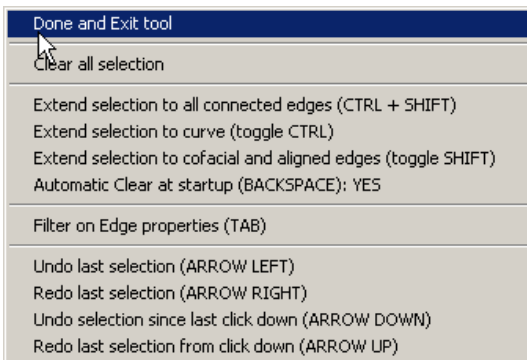 Done and Exit tool
Clear all selection
Extend selection to all connected edges (CTRL + SHIFT)
Extend selection to curve (toggle CTRL)
Extend selection to cofacial and aligned edges (toggle SHIFT)
Automatic Clear at startup (BACKSPACE): YES
Filter on Edge properties (TAB)
Undo last selection (ARROW LEFT)
Redo last selection (ARROW RIGHT)
Undo selection since last click down (ARROW DOWN)
Redo last selection from click down (ARROW UP)